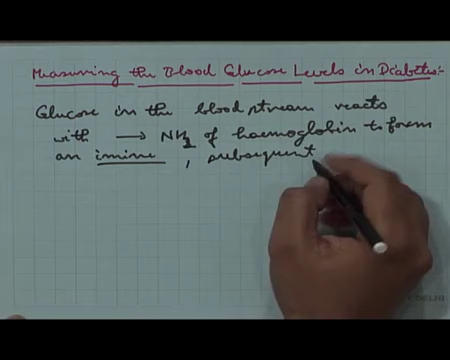 Measuring the Blood Glucose Levels in Diabetes:-
Glucose in the blood stream reacts
with → NH2 of haemoglobin to form
an imine, subsequent
DELHI